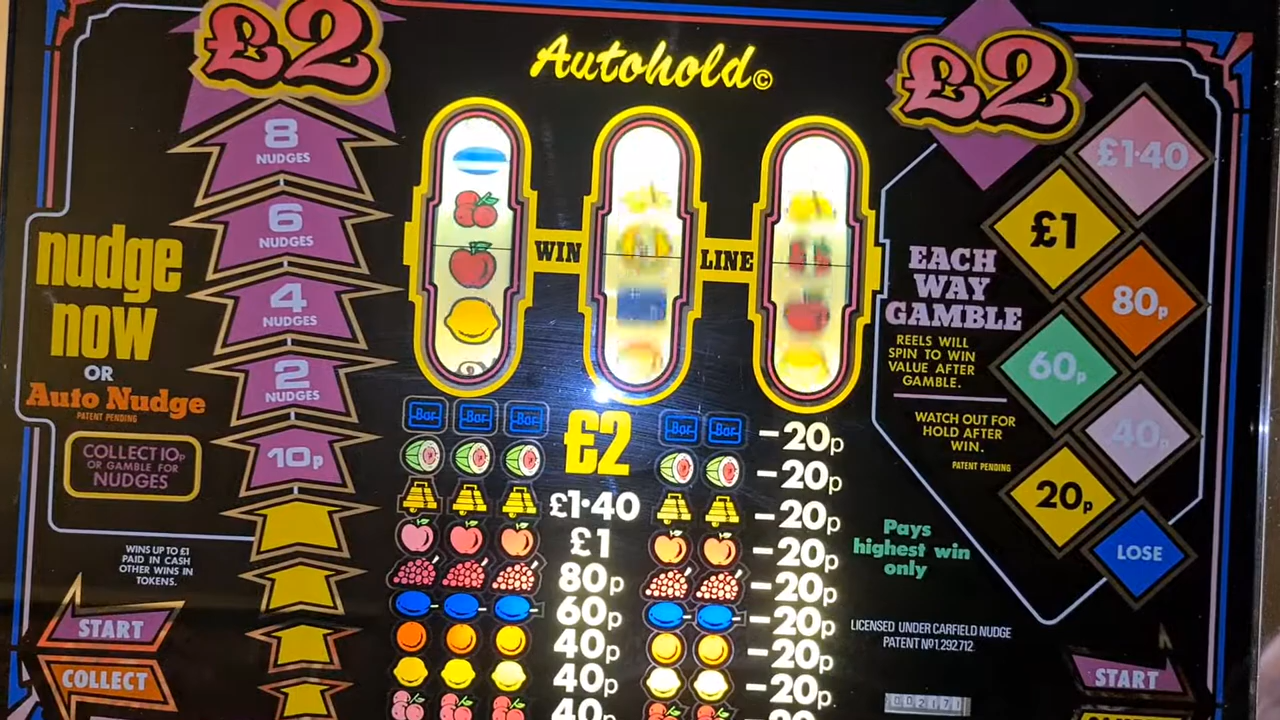 £2
8
NUDGES
6
NUDGES
4
NUDGES
2
NUDGES
10p
nudge
now
OR
Auto Nudge
PATENT PENDING
COLLECT 10p
OR GAMBLE FOR
NUDGES
WINS UP TO £1
PAID IN CASH
OTHER WINS IN
TOKENS.
START
COLLECT
Autohold©
WIN LINE
Bar Bar Bar £2 Bar Bar -20p
-20p
£1·40 -20p
£1 -20p
80p -20p
60p -20p
40p -20p
40p -20p
£2
£1·40
£1
80p
60p
40p
20p
LOSE
EACH
WAY
GAMBLE
REELS WILL
SPIN TO WIN
VALUE AFTER
GAMBLE.
WATCH OUT FOR
HOLD AFTER
WIN.
PATENT PENDING
Pays
highest win
only
LICENSED UNDER CARFIELD NUDGE
PATENT Nº1.292.712.
START